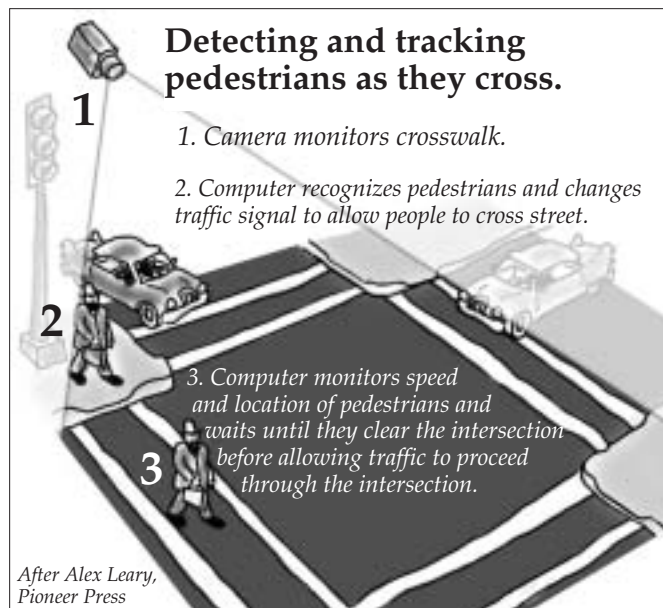 Detecting and tracking
pedestrians as they cross.
1
1. Camera monitors crosswalk.
2. Computer recognizes pedestrians and changes
traffic signal to allow people to cross street.
2
3. Computer monitors speed
and location of pedestrians and
waits until they clear the intersection
before allowing traffic to proceed
through the intersection.
3
After Alex Leary,
Pioneer Press